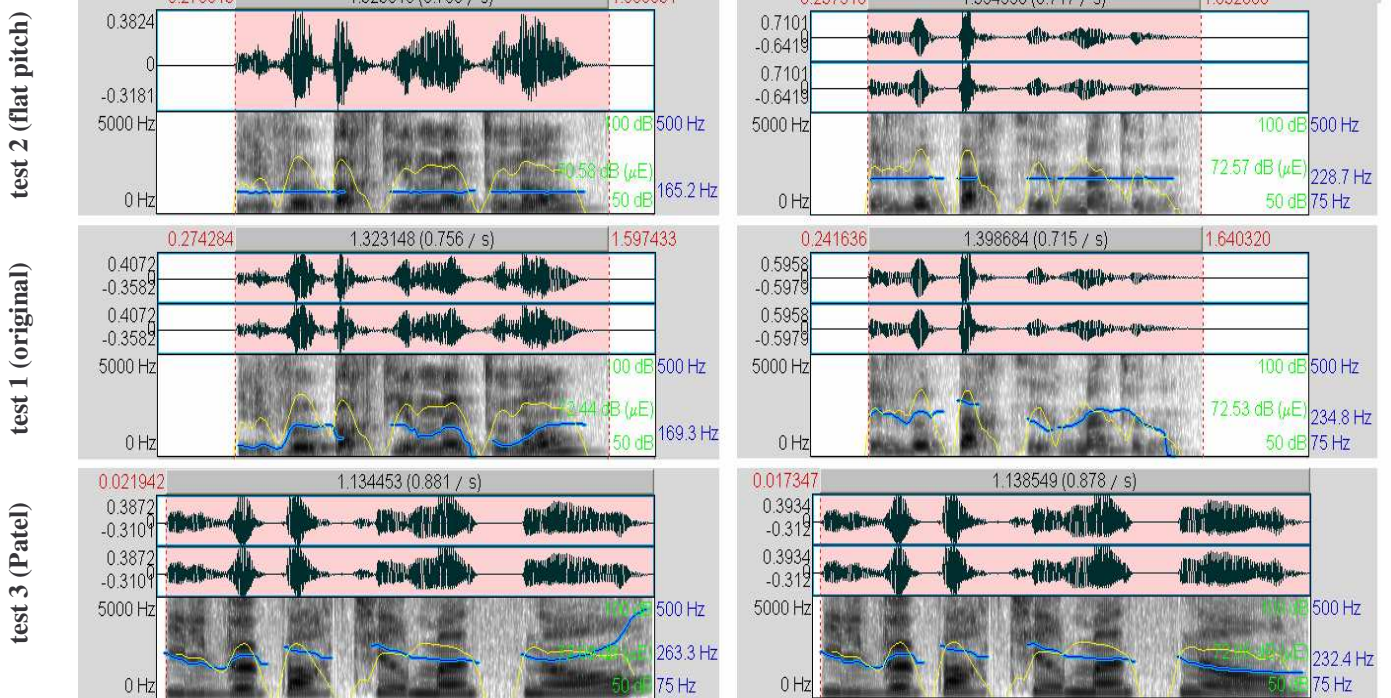 test 2 (flat pitch)
0.3824
0
-0.3181
5000 Hz
0 Hz
100 dB
50 dB
500 Hz
165.2 Hz
0.7101
-0.6419
0.7101
-0.6419
5000 Hz
0 Hz
100 dB
72.57 dB (µE)
50 dB
500 Hz
228.7 Hz
75 Hz
test 1 (original)
0.274284
1.323148 (0.756 / s)
1.597433
0.4072
0
-0.3582
0.4072
0
-0.3582
5000 Hz
0 Hz
100 dB
50 dB
500 Hz
169.3 Hz
0.241636
1.398684 (0.715 / s)
1.640320
0.5958
0
-0.5979
0.5958
0
-0.5979
5000 Hz
0 Hz
100 dB
72.53 dB (µE)
50 dB
500 Hz
234.8 Hz
75 Hz
test 3 (Patel)
0.021942
1.134453 (0.881 / s)
0.3872
0
-0.3101
0.3872
0
-0.3101
5000 Hz
0 Hz
50 dB
500 Hz
263.3 Hz
75 Hz
0.017347
1.138549 (0.878 / s)
0.3934
0
-0.312
0.3934
0
-0.312
5000 Hz
0 Hz
50 dB
500 Hz
232.4 Hz
75 Hz